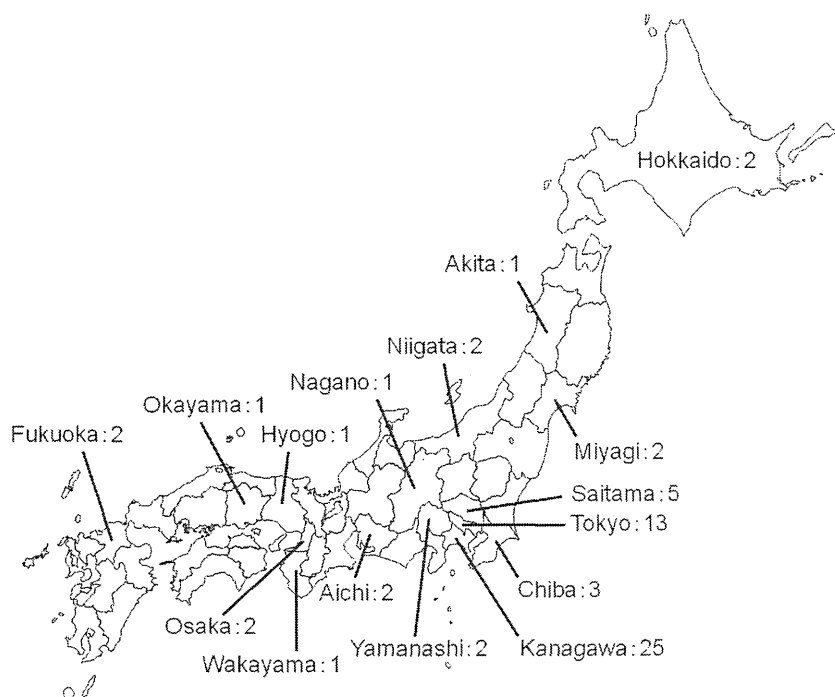 Hokkaido:2
Akita:1
Niigata:2
Nagano:1
Okayama:1
Fukuoka:2
Hyogo:1
Miyagi:2
Saitama:5
Tokyo:13
Chiba:3
Aichi:2
Osaka:2
Yamanashi:2
Kanagawa:25
Wakayama:1